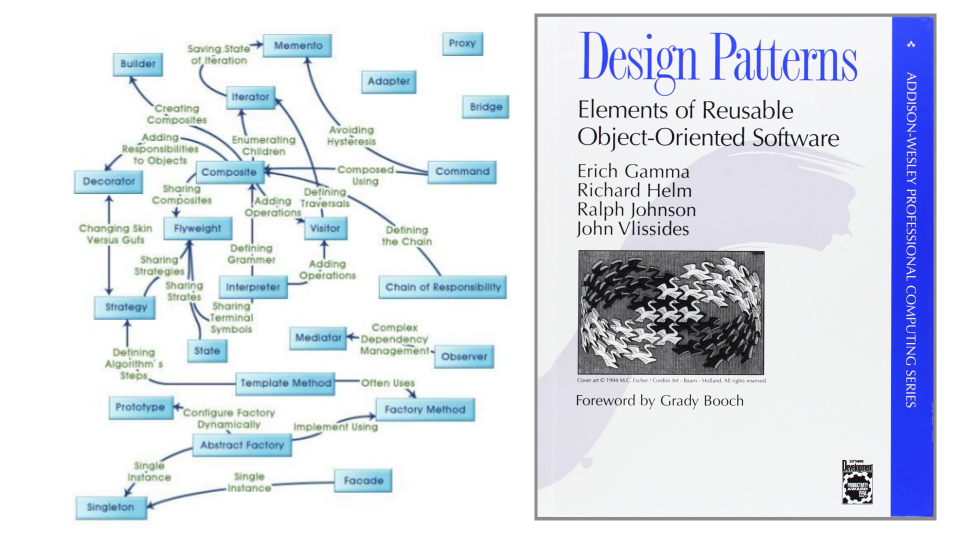 Saving State
of Iteration
Memento
Proxy
Builder
Adapter
Iterator
Bridge
Creating
Composites
Adding
Responsibilities
to Objects
Enumerating
Children
Avoiding
Hysteresis
Decorator
Composite
Composed
Using
Command
Sharing
Composites
Adding
Operations
Defining
Traversals
Changing Skin
Versus Gufs
Flyweight
Visitor
Defining
the Chain
Defining
Grammer
Sharing
Strategies
Adding
Operations
Sharing
Strates
Interpreter
Chain of Responsibility
Strategy
Sharing
Terminal
Symbols
Mediatar
Complex
Dependency
Management
State
Observer
Defining
Algorithm's
Steps
Template Method
Often Uses
Prototype
Configure Factory
Dynamically
Factory Method
Implement Using
Abstract Factory
Single
Instance
Single
Instance
Facade
Singleton
Design Patterns
Elements of Reusable
Object-Oriented Software
Erich Gamma
Richard Helm
Ralph Johnson
John Vlissides
Cover art © 1994 M.C. Escher / Cordon Art - Baarn - Holland. All rights reserved.
Foreword by Grady Booch
ADDISON-WESLEY PROFESSIONAL COMPUTING SERIES
Development
PRODUCTIVITY
AWARD
1994